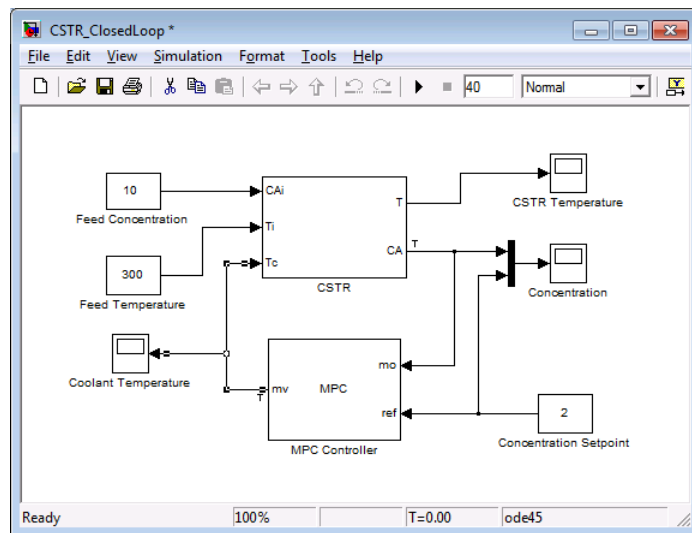 CSTR_ClosedLoop *
File Edit View Simulation Format Tools Help
40 Normal
10
Feed Concentration
300
Feed Temperature
Coolant Temperature
CAi
Ti
Tc
T
CA
T
CSTR
CSTR Temperature
Concentration
mv
T
MPC
mo
ref
MPC Controller
2
Concentration Setpoint
Ready 100% T=0.00 ode45